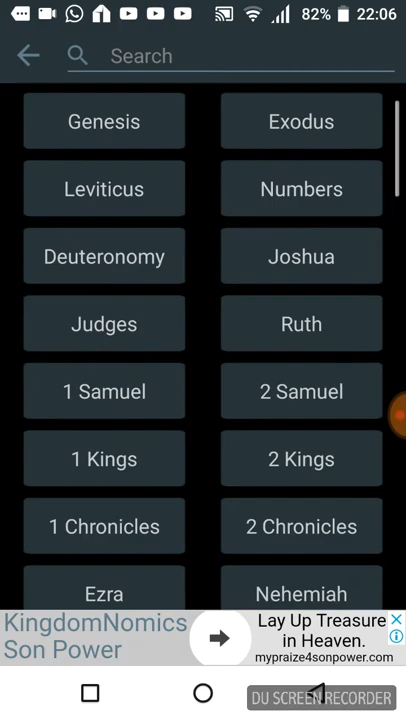 82% 22:06
Search
Genesis Exodus
Leviticus Numbers
Deuteronomy Joshua
Judges Ruth
1 Samuel 2 Samuel
1 Kings 2 Kings
1 Chronicles 2 Chronicles
Ezra Nehemiah
KingdomNomics
Son Power
Lay Up Treasure
in Heaven.
mypraize4sonpower.com
DU SCREEN RECORDER